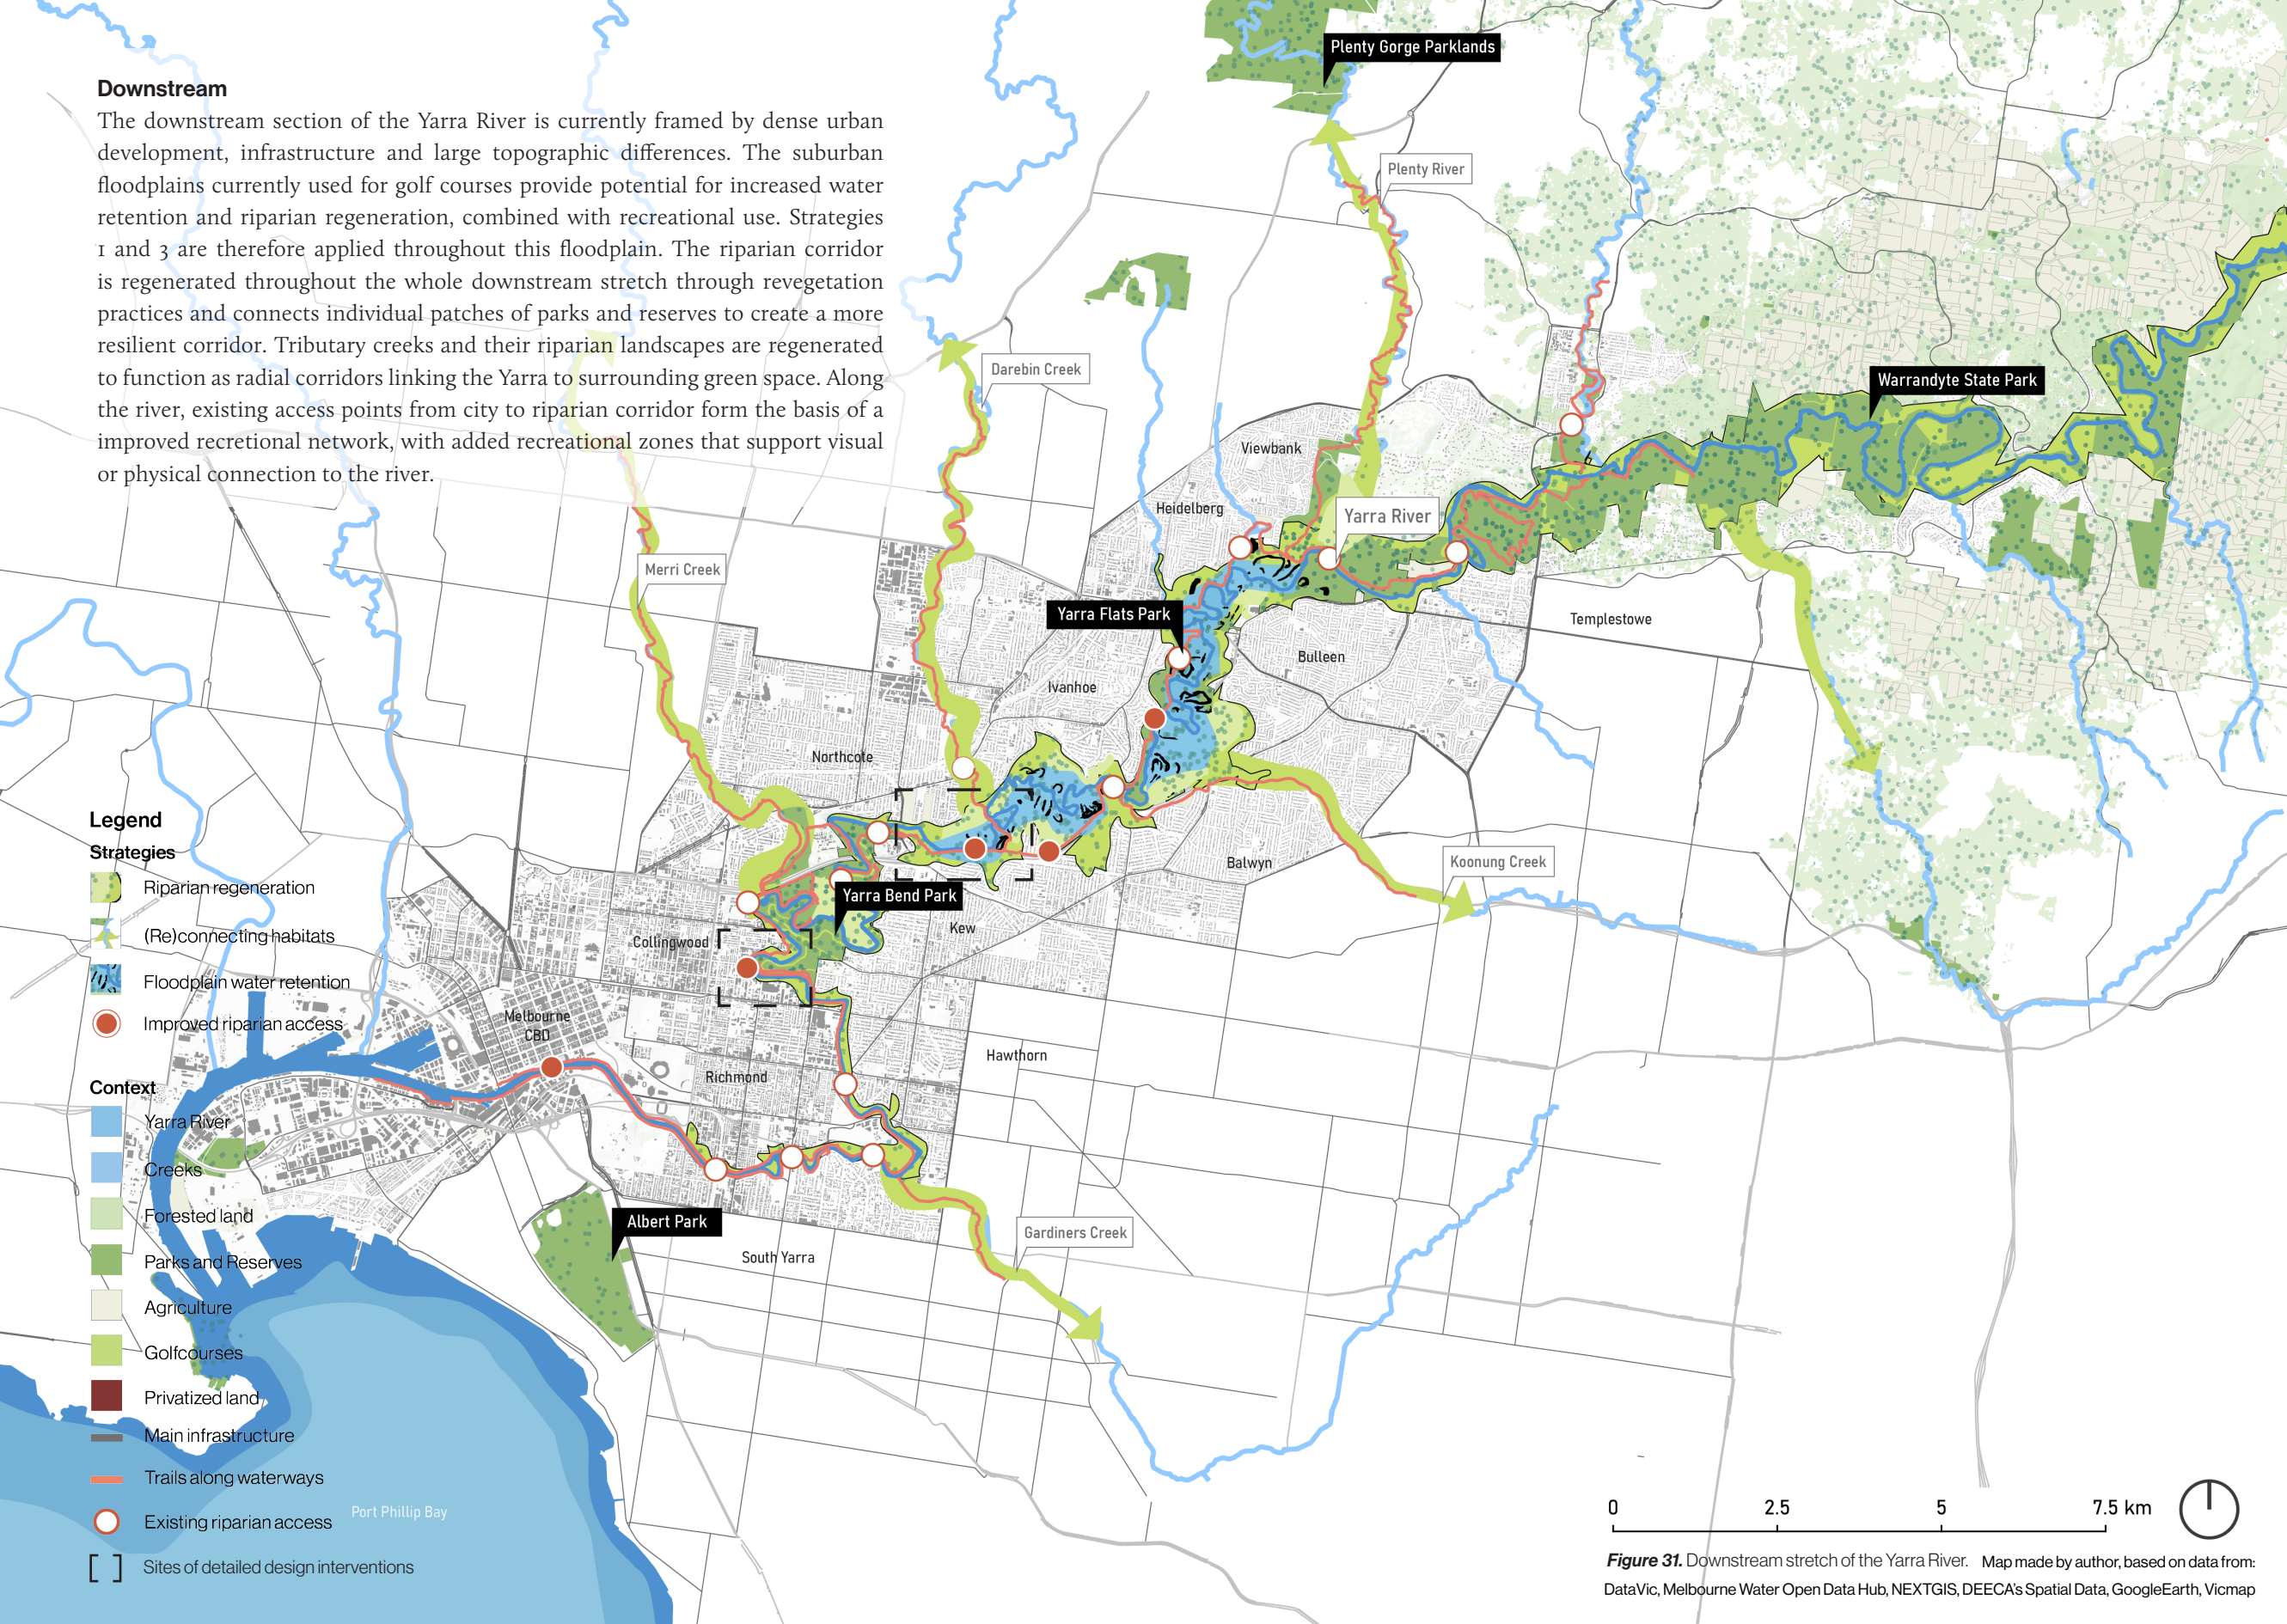 Downstream
The downstream section of the Yarra River is currently framed by dense urban
development, infrastructure and large topographic differences. The suburban
floodplains currently used for golf courses provide potential for increased water
retention and riparian regeneration, combined with recreational use. Strategies
1 and 3 are therefore applied throughout this floodplain. The riparian corridor
is regenerated throughout the whole downstream stretch through revegetation
practices and connects individual patches of parks and reserves to create a more
resilient corridor. Tributary creeks and their riparian landscapes are regenerated
to function as radial corridors linking the Yarra to surrounding green space. Along
the river, existing access points from city to riparian corridor form the basis of a
improved recretional network, with added recreational zones that support visual
or physical connection to the river.
Plenty Gorge Parklands
Plenty River
Darebin Creek
Warrandyte State Park
Viewbank
Heidelberg
Yarra River
Merri Creek
Yarra Flats Park
Templestowe
Bulleen
Ivanhoe
Northcote
Balwyn
Koonung Creek
Yarra Bend Park
Kew
Collingwood
Melbourne
CBD
Hawthorn
Richmond
Albert Park
Gardiners Creek
South Yarra
Port Phillip Bay
Legend
Strategies
Riparian regeneration
(Re)connecting habitats
Floodplain water retention
Improved riparian access
Context
Yarra River
Creeks
Forested land
Parks and Reserves
Agriculture
Golfcourses
Privatized land
Main infrastructure
Trails along waterways
Existing riparian access
Sites of detailed design interventions
0 2.5 5 7.5 km
Figure 31. Downstream stretch of the Yarra River. Map made by author, based on data from:
DataVic, Melbourne Water Open Data Hub, NEXTGIS, DEECA's Spatial Data, GoogleEarth, Vicmap